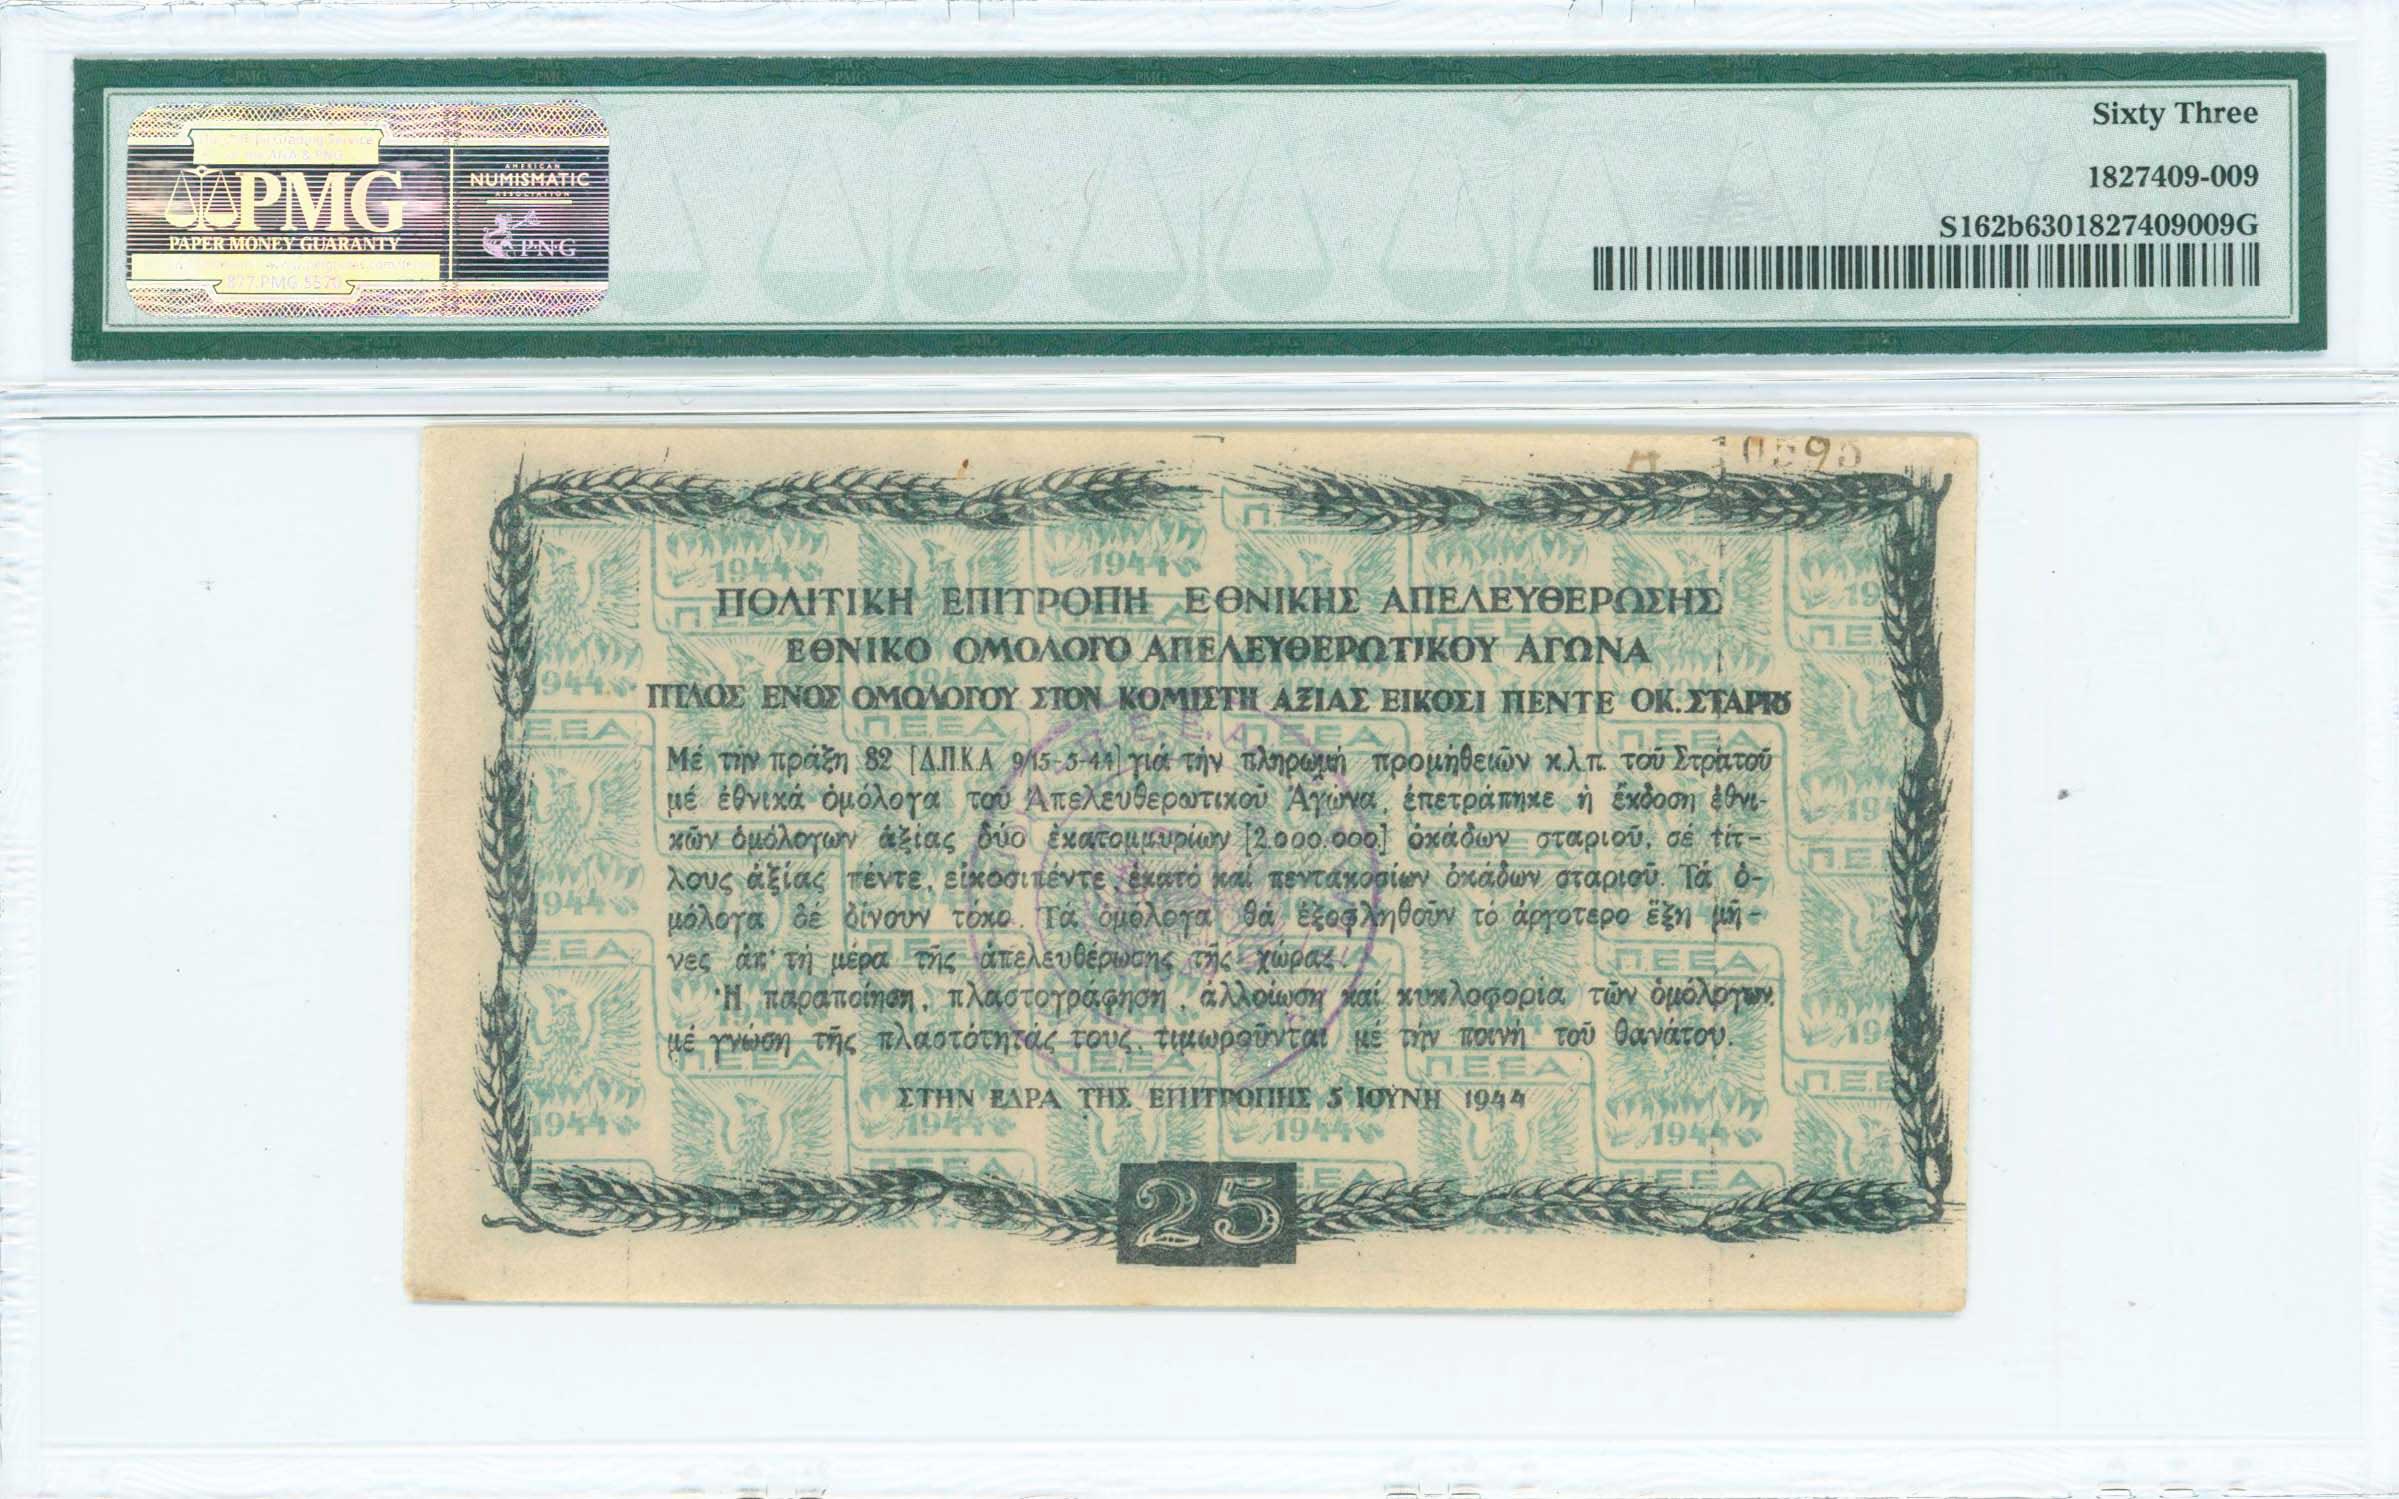 Sixty Three
PMG
PAPER MONEY GUARANTY
877.PMG.5570
AMERICAN
NUMISMATIC
ASSOCIATION
PNG
1827409-009
S162b6301827409009G
10595
ΠΟΛΙΤΙΚΗ ΕΠΙΤΡΟΠΗ ΕΘΝΙΚΗΣ ΑΠΕΛΕΥΘΕΡΩΣΗΣ
ΕΘΝΙΚΟ ΟΜΟΛΟΓΟ ΑΠΕΛΕΥΘΕΡΩΤΙΚΟΥ ΑΓΩΝΑ
ΤΙΤΛΟΣ ΕΝΟΣ ΟΜΟΛΟΓΟΥ ΣΤΟΝ ΚΟΜΙΣΤΗ ΑΞΙΑΣ ΕΙΚΟΣΙ ΠΕΝΤΕ ΟΚ. ΣΤΑΡΙΟΥ
Μέ τήν πράξη 82 [Δ.Π.Κ.Α 9/15-5-44] γιά τήν πληρωμή προμηθειῶν κ.λ.π. τοῦ Στρατοῦ
μέ ἐθνικά ὁμόλογα τοῦ Ἀπελευθερωτικοῦ Ἀγώνα, ἐπετράπηκε ἡ ἔκδοση ἐθνι-
κῶν ὁμόλογων ἀξίας δύο ἑκατομμυρίων [2.000.000] ὀκάδων σταριοῦ, σέ τίτ-
λους ἀξίας πέντε, εἰκοσιπέντε, ἑκατό καί πεντακοσίων ὀκάδων σταριοῦ. Τά ὁ-
μόλογα δέ δίνουν τόκο. Τά ὁμόλογα θά ἐξοφληθοῦν τό ἀργοτερο ἕξη μῆ-
νες ἀπ' τή μέρα τῆς ἀπελευθέρωσης τῆς χώρας.
Ἡ παραποίηση, πλαστογράφηση, ἀλλοίωση καί κυκλοφορία τῶν ὁμόλογων
μέ γνώση τῆς πλαστότητάς τους, τιμωροῦνται μέ τήν ποινή τοῦ θανάτου.
ΣΤΗΝ ΕΔΡΑ ΤΗΣ ΕΠΙΤΡΟΠΗΣ 5 ΙΟΥΝΗ 1944
25